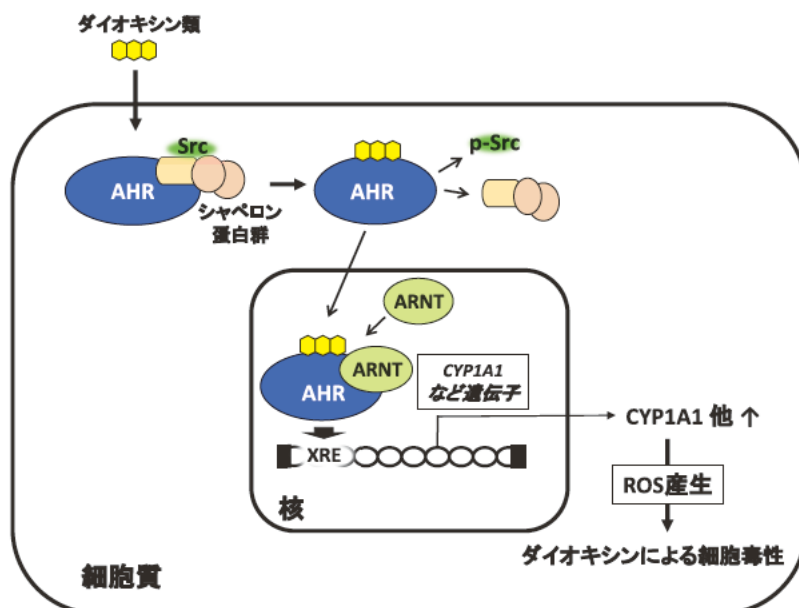 ダイオキシン類
Src
AHR
シャペロン
蛋白群
AHR
p-Src
ARNT
ARNT
AHR
CYP1A1
など遺伝子
XRE
核
CYP1A1 他 ↑
ROS産生
ダイオキシンによる細胞毒性
細胞質